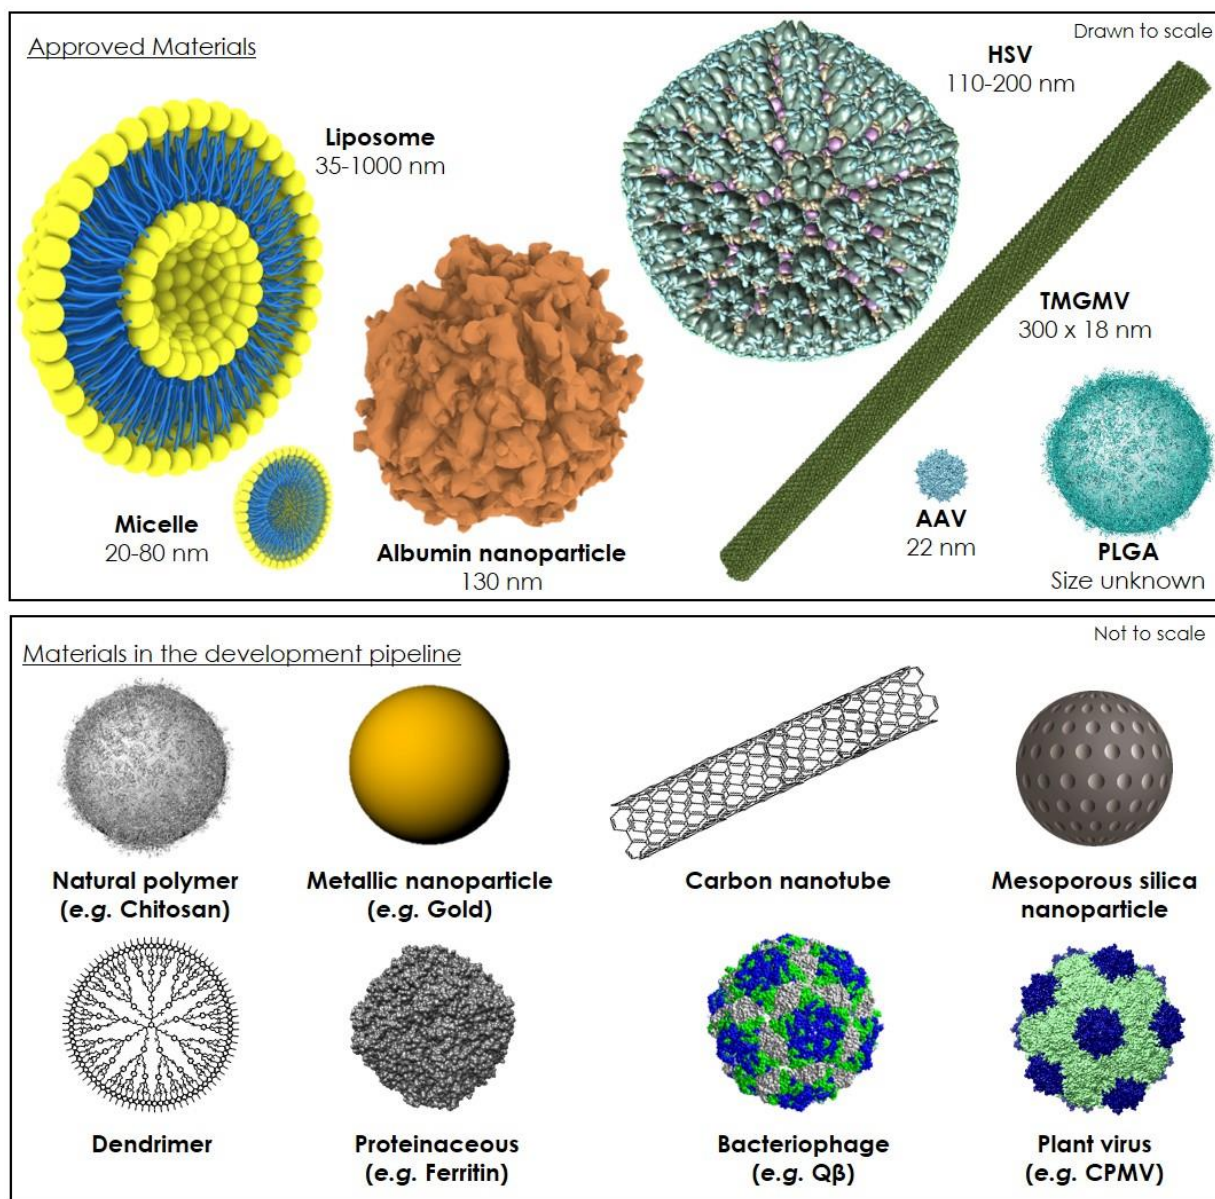 Approved Materials
Drawn to scale
HSV
110-200 nm
Liposome
35-1000 nm
TMGMV
300 x 18 nm
Micelle
20-80 nm
Albumin nanoparticle
130 nm
AAV
22 nm
PLGA
Size unknown
Materials in the development pipeline
Not to scale
Natural polymer
(e.g. Chitosan)
Metallic nanoparticle
(e.g. Gold)
Carbon nanotube
Mesoporous silica
nanoparticle
Dendrimer
Proteinaceous
(e.g. Ferritin)
Bacteriophage
(e.g. Qβ)
Plant virus
(e.g. CPMV)